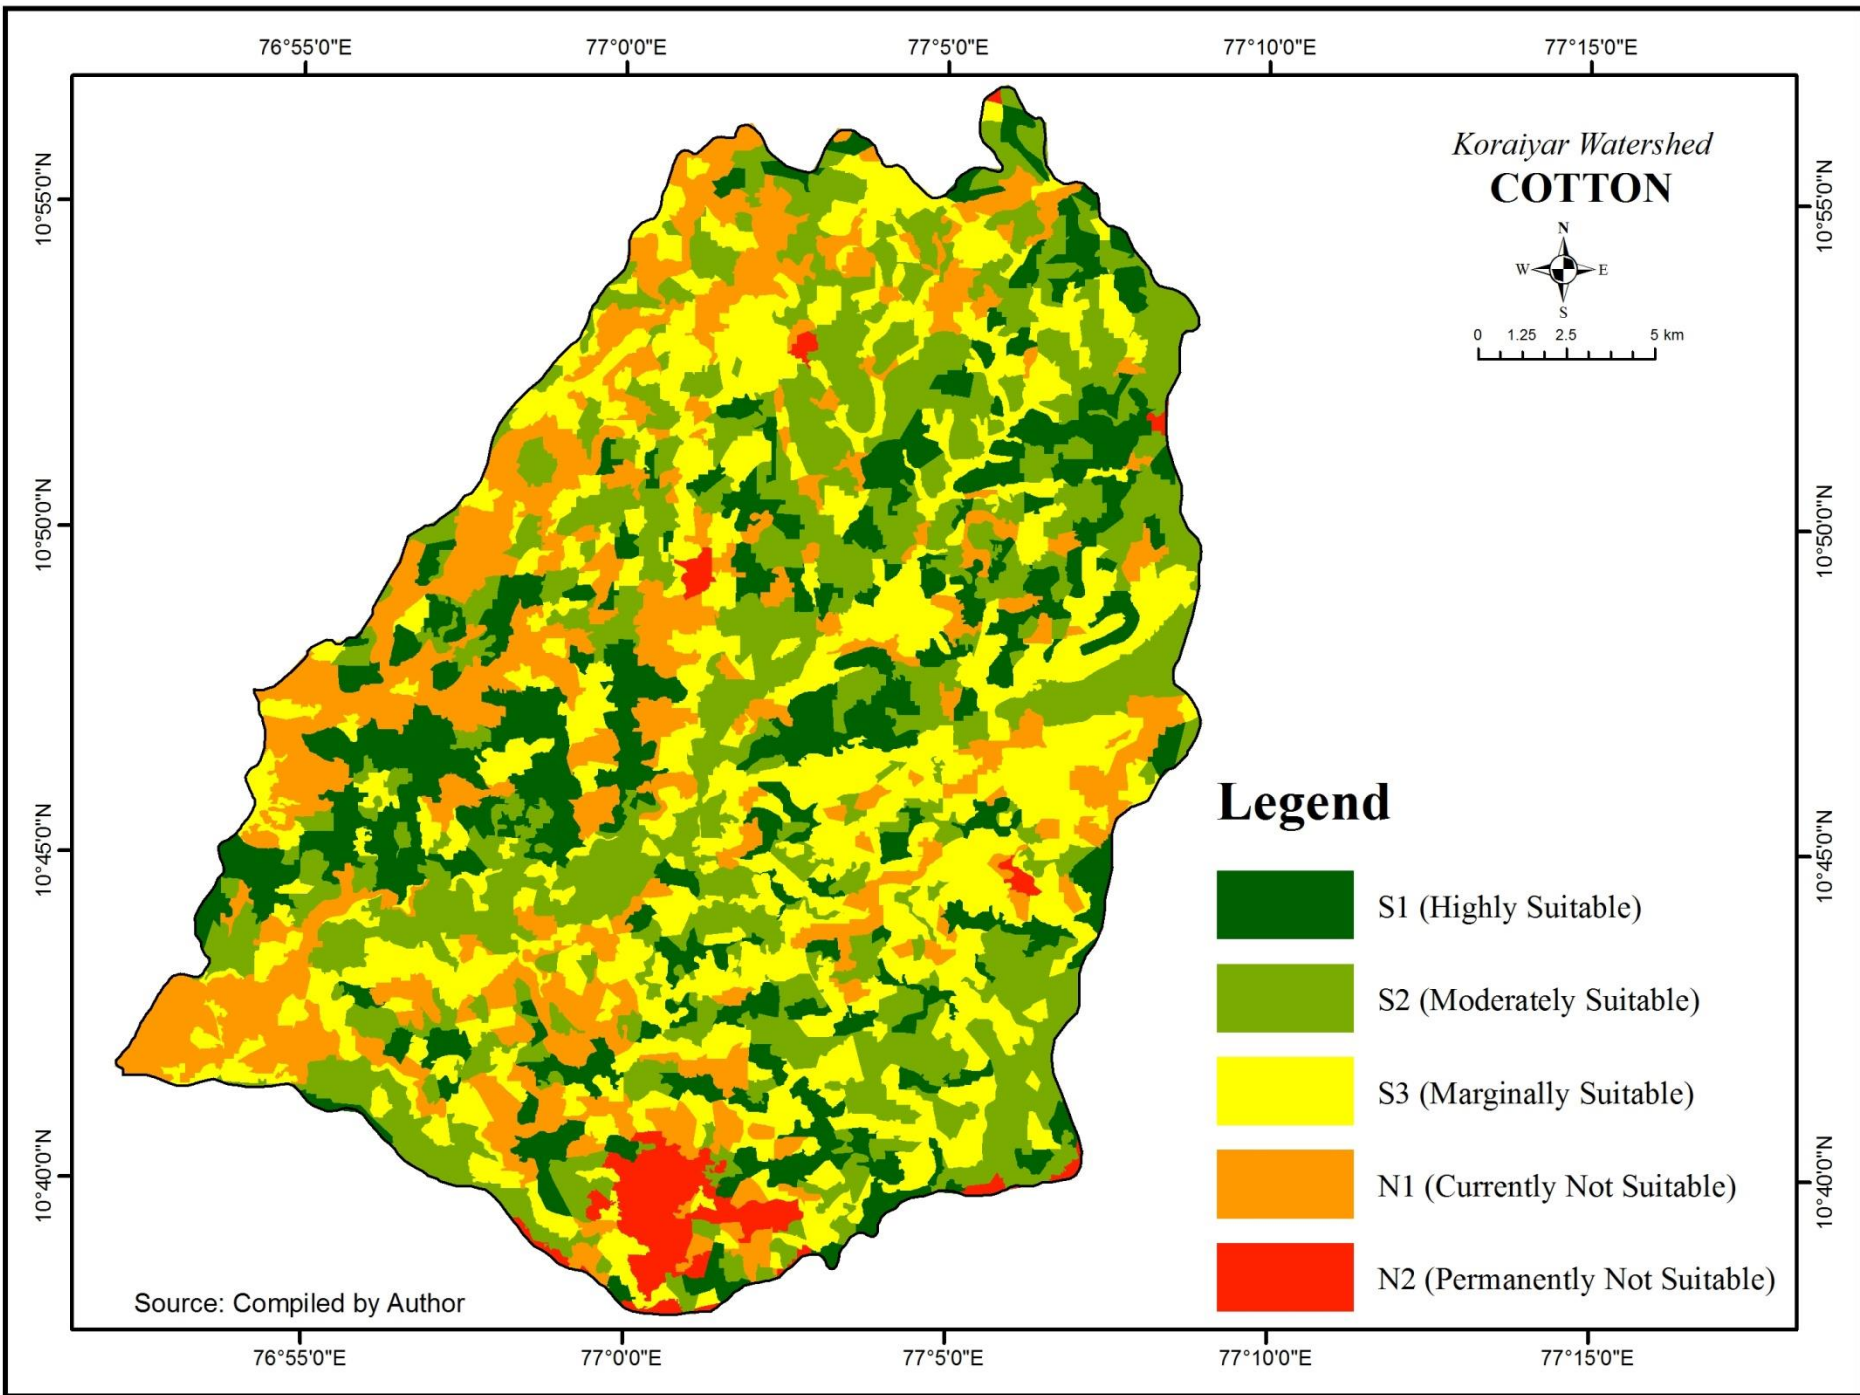 76°55'0"E
77°0'0"E
77°5'0"E
77°10'0"E
77°15'0"E
10°55'0"N
10°50'0"N
10°45'0"N
10°40'0"N
Koraiyar Watershed
COTTON
N
W E
S
0 1.25 2.5 5 km
10°55'0"N
10°50'0"N
10°45'0"N
10°40'0"N
Legend
S1 (Highly Suitable)
S2 (Moderately Suitable)
S3 (Marginally Suitable)
N1 (Currently Not Suitable)
N2 (Permanently Not Suitable)
Source: Compiled by Author
76°55'0"E
77°0'0"E
77°5'0"E
77°10'0"E
77°15'0"E